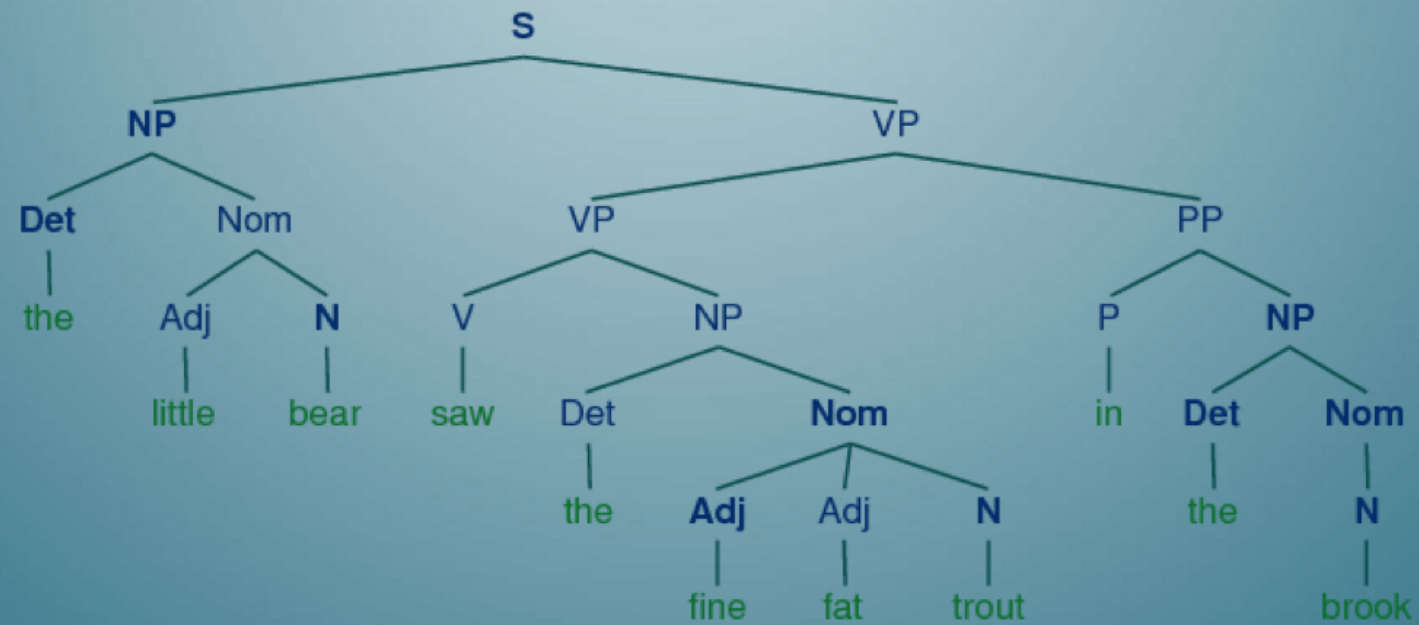 S
NP VP
Det Nom VP PP
the Adj N V NP P NP
little bear saw Det Nom in Det Nom
the Adj Adj N the N
fine fat trout brook